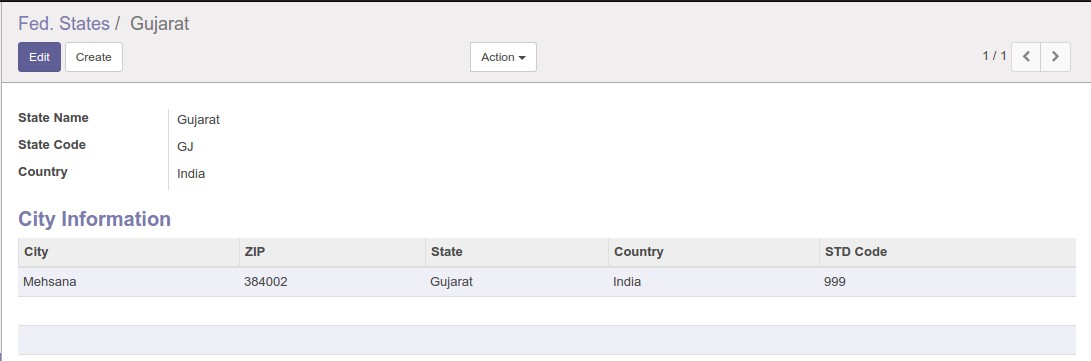 Fed. States / Gujarat
Edit Create Action 1 / 1
State Name Gujarat
State Code GJ
Country India
City Information
City ZIP State Country STD Code
Mehsana 384002 Gujarat India 999